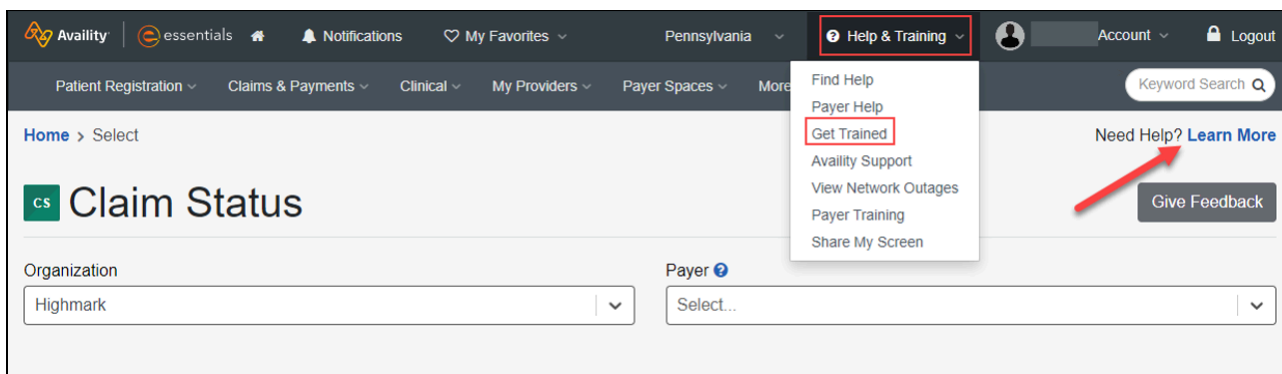 Availity essentials Notifications My Favorites Pennsylvania Help & Training Account Logout
Patient Registration Claims & Payments Clinical My Providers Payer Spaces More Keyword Search
Find Help
Payer Help
Get Trained
Availity Support
View Network Outages
Payer Training
Share My Screen
Home > Select
Need Help? Learn More
CS Claim Status
Give Feedback
Organization
Payer
Highmark
Select...